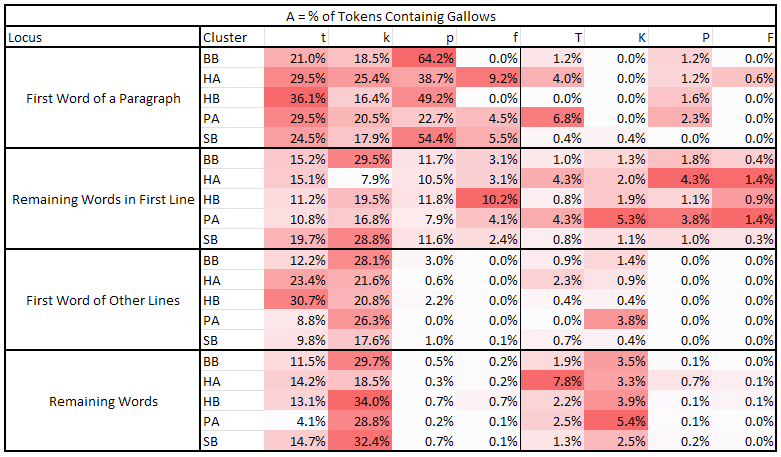 A = % of Tokens Containig Gallows
Locus Cluster t k p f T K P F
First Word of a Paragraph
BB 21.0% 18.5% 64.2% 0.0% 1.2% 0.0% 1.2% 0.0%
HA 29.5% 25.4% 38.7% 9.2% 4.0% 0.0% 1.2% 0.6%
HB 36.1% 16.4% 49.2% 0.0% 0.0% 0.0% 1.6% 0.0%
PA 29.5% 20.5% 22.7% 4.5% 6.8% 0.0% 2.3% 0.0%
SB 24.5% 17.9% 54.4% 5.5% 0.4% 0.4% 0.0% 0.0%
Remaining Words in First Line
BB 15.2% 29.5% 11.7% 3.1% 1.0% 1.3% 1.8% 0.4%
HA 15.1% 7.9% 10.5% 3.1% 4.3% 2.0% 4.3% 1.4%
HB 11.2% 19.5% 11.8% 10.2% 0.8% 1.9% 1.1% 0.9%
PA 10.8% 16.8% 7.9% 4.1% 4.3% 5.3% 3.8% 1.4%
SB 19.7% 28.8% 11.6% 2.4% 0.8% 1.1% 1.0% 0.3%
First Word of Other Lines
BB 12.2% 28.1% 3.0% 0.0% 0.9% 1.4% 0.0% 0.0%
HA 23.4% 21.6% 0.6% 0.0% 2.3% 0.9% 0.0% 0.0%
HB 30.7% 20.8% 2.2% 0.0% 0.4% 0.4% 0.0% 0.0%
PA 8.8% 26.3% 0.0% 0.0% 0.0% 3.8% 0.0% 0.0%
SB 9.8% 17.6% 1.0% 0.1% 0.7% 0.4% 0.0% 0.0%
Remaining Words
BB 11.5% 29.7% 0.5% 0.2% 1.9% 3.5% 0.1% 0.0%
HA 14.2% 18.5% 0.3% 0.2% 7.8% 3.3% 0.7% 0.1%
HB 13.1% 34.0% 0.7% 0.7% 2.2% 3.9% 0.1% 0.1%
PA 4.1% 28.8% 0.2% 0.1% 2.5% 5.4% 0.1% 0.0%
SB 14.7% 32.4% 0.7% 0.1% 1.3% 2.5% 0.2% 0.0%